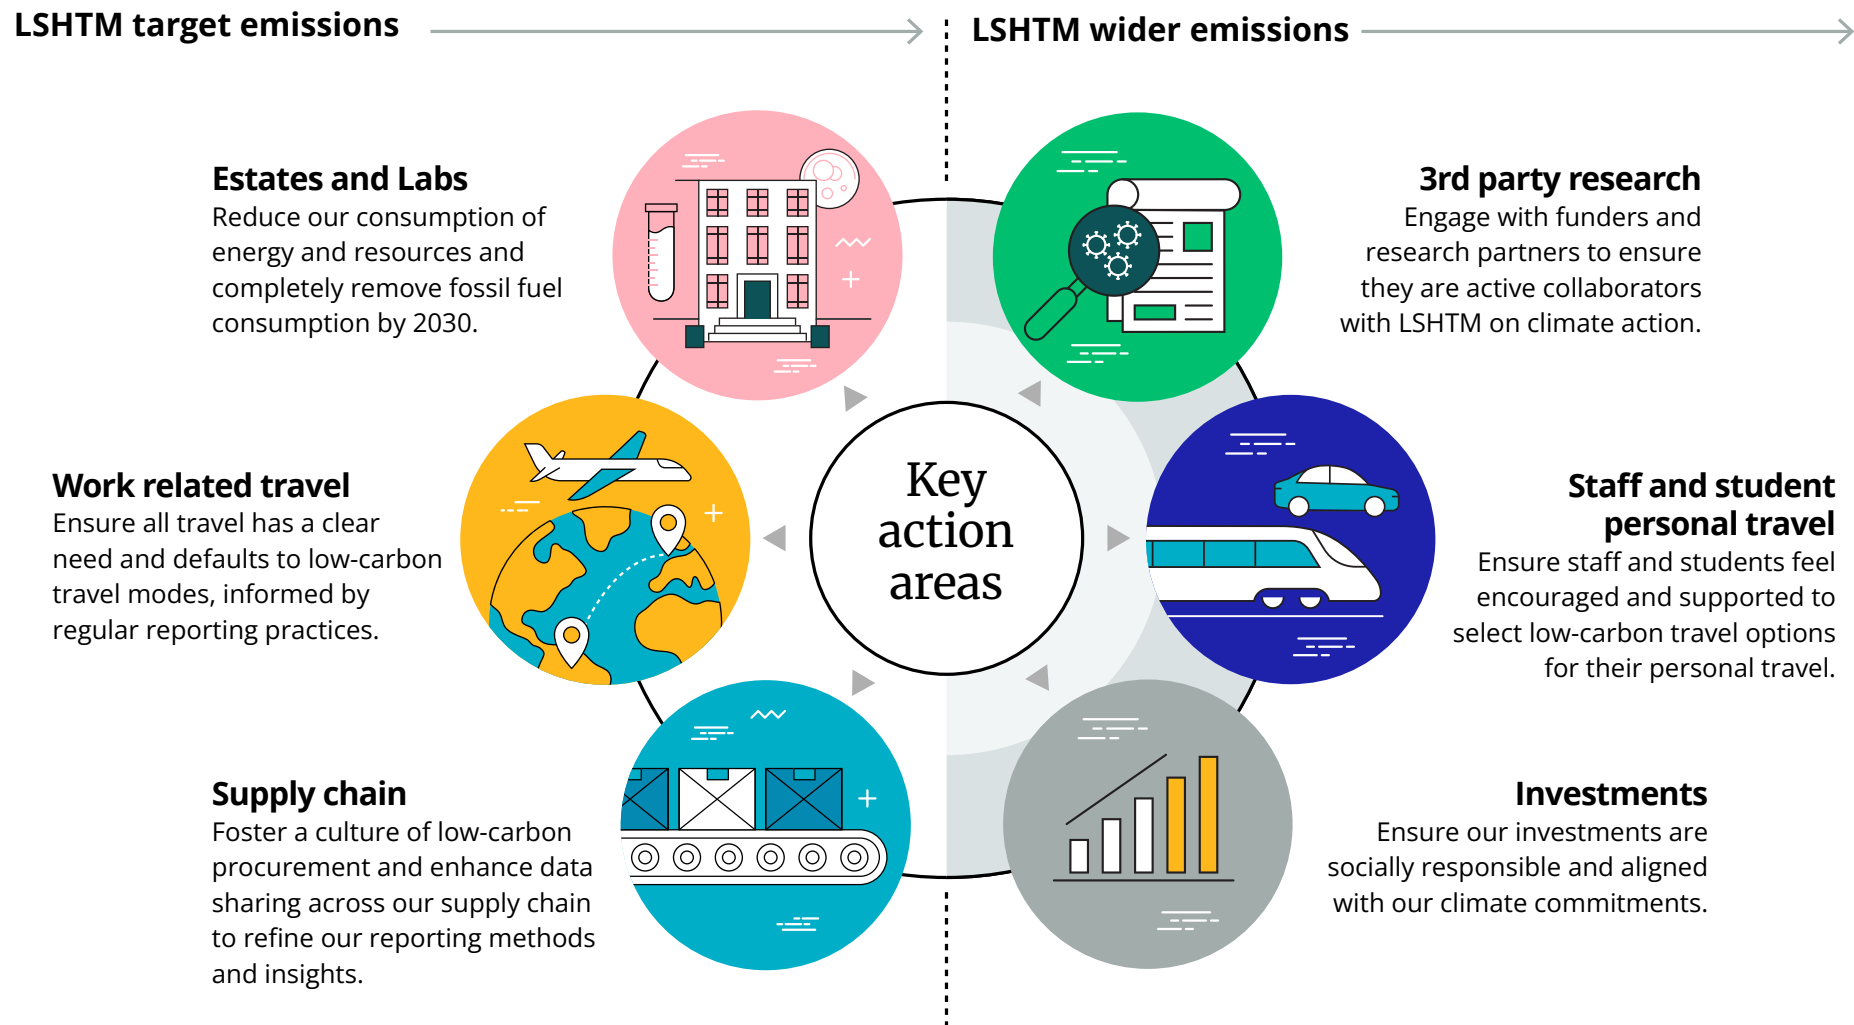 LSHTM target emissions
LSHTM wider emissions
Estates and Labs
Reduce our consumption of
energy and resources and
completely remove fossil fuel
consumption by 2030.
Work related travel
Ensure all travel has a clear
need and defaults to low-carbon
travel modes, informed by
regular reporting practices.
Supply chain
Foster a culture of low-carbon
procurement and enhance data
sharing across our supply chain
to refine our reporting methods
and insights.
Key
action
areas
3rd party research
Engage with funders and
research partners to ensure
they are active collaborators
with LSHTM on climate action.
Staff and student
personal travel
Ensure staff and students feel
encouraged and supported to
select low-carbon travel options
for their personal travel.
Investments
Ensure our investments are
socially responsible and aligned
with our climate commitments.